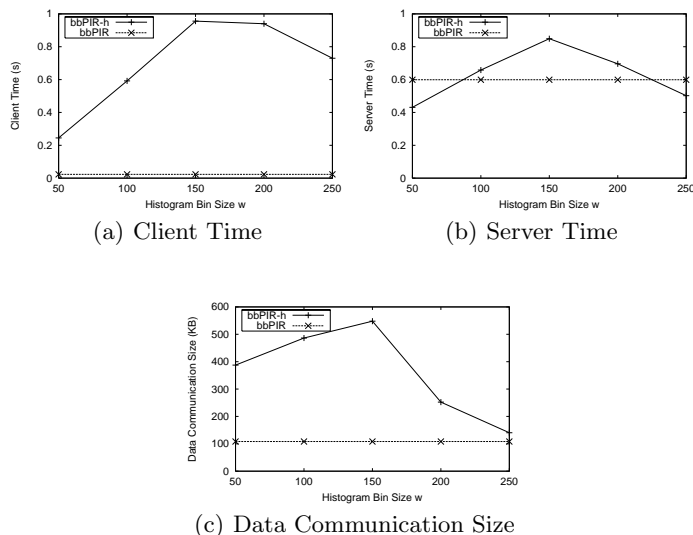 1
0.8
0.6
0.4
0.2
0
50
100
150
200
250
Client Time (s)
Histogram Bin Size w
bbPIR-h
bbPIR
(a) Client Time
1
0.8
0.6
0.4
0.2
0
50
100
150
200
250
Server Time (s)
Histogram Bin Size w
bbPIR-h
bbPIR
(b) Server Time
600
500
400
300
200
100
0
50
100
150
200
250
Data Communication Size (KB)
Histogram Bin Size w
bbPIR-h
bbPIR
(c) Data Communication Size